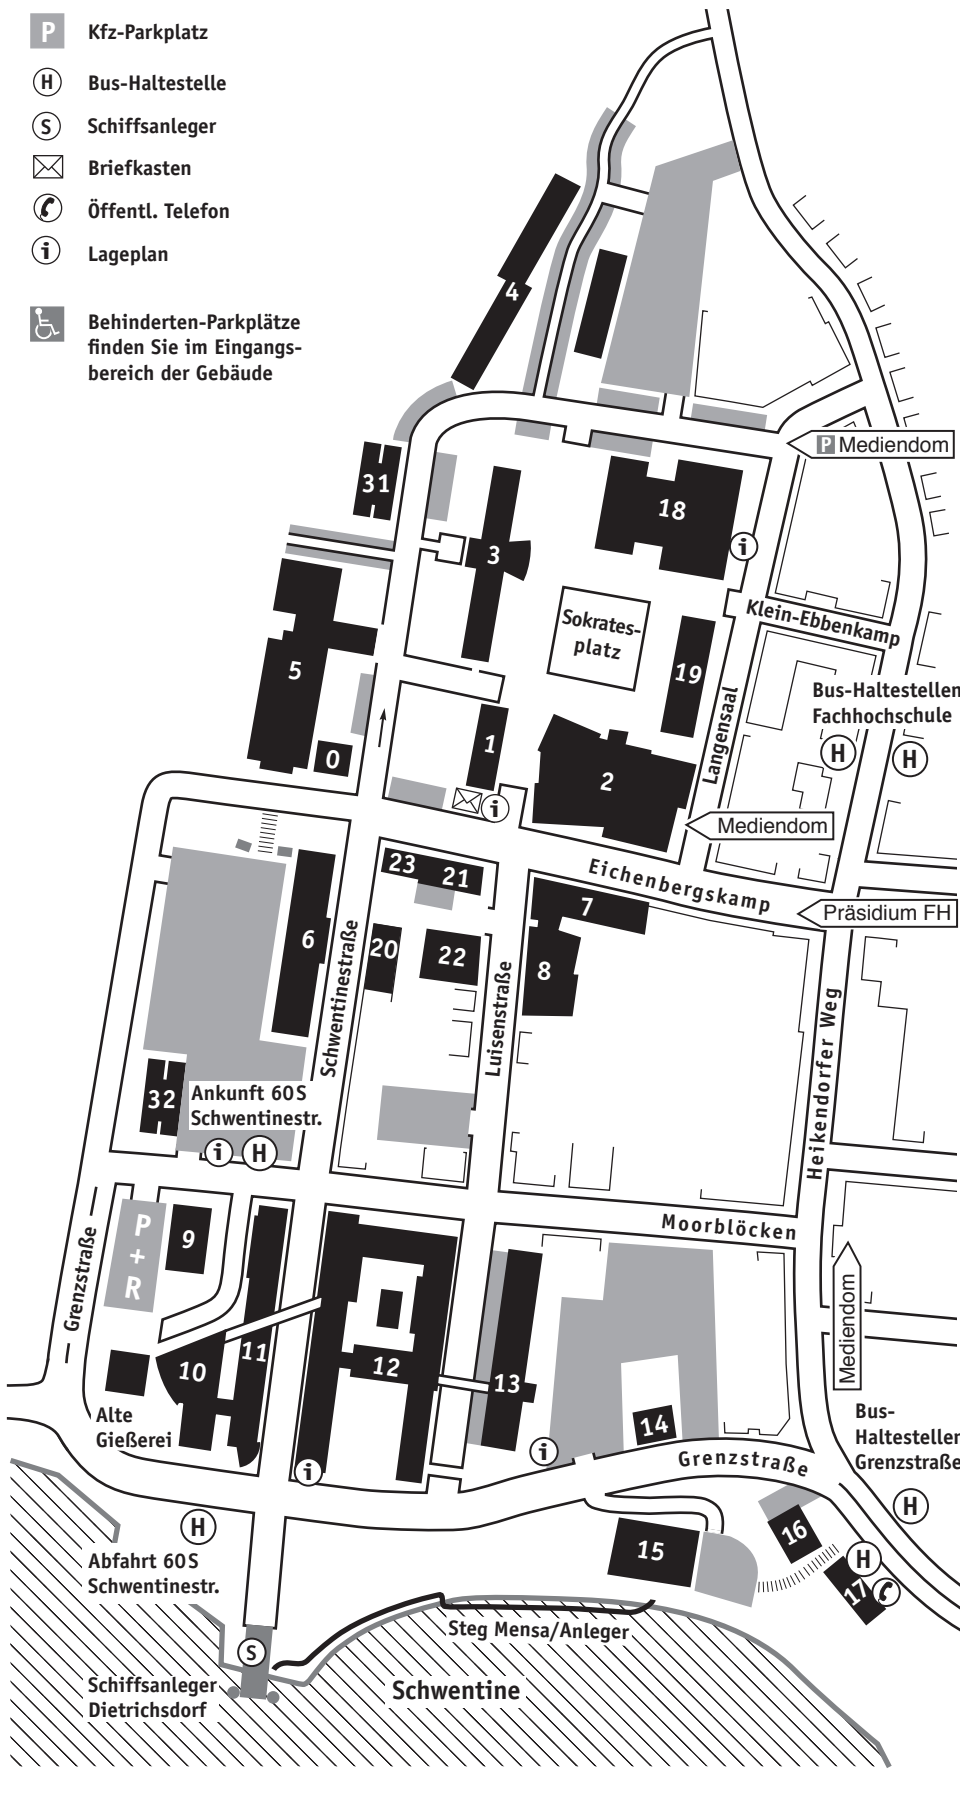 P Kfz-Parkplatz
H Bus-Haltestelle
S Schiffsanleger
Briefkasten
Öffentl. Telefon
i Lageplan
Behinderten-Parkplätze
finden Sie im Eingangs-
bereich der Gebäude
4
P Mediendom
31
18
3
i
Klein-Ebbenkamp
Sokrates-
platz
5
19
Bus-Haltestellen
Fachhochschule
H
H
Langensaal
1
0
2
i
Mediendom
23
21
Eichenbergskamp
7
Präsidium FH
6
20
22
8
Schwentinestraße
Luisenstraße
Heikendorfer Weg
32
Ankunft 60S
Schwentinestr.
i
H
Moorblöcken
P
+
R
9
Grenzstraße
Mediendom
10
11
12
13
14
Alte
Gießerei
Bus-
Haltestellen
Grenzstraße
i
i
Grenzstraße
H
H
16
15
H
17
Abfahrt 60S
Schwentinestr.
Steg Mensa/Anleger
S
Schiffsanleger
Dietrichsdorf
Schwentine